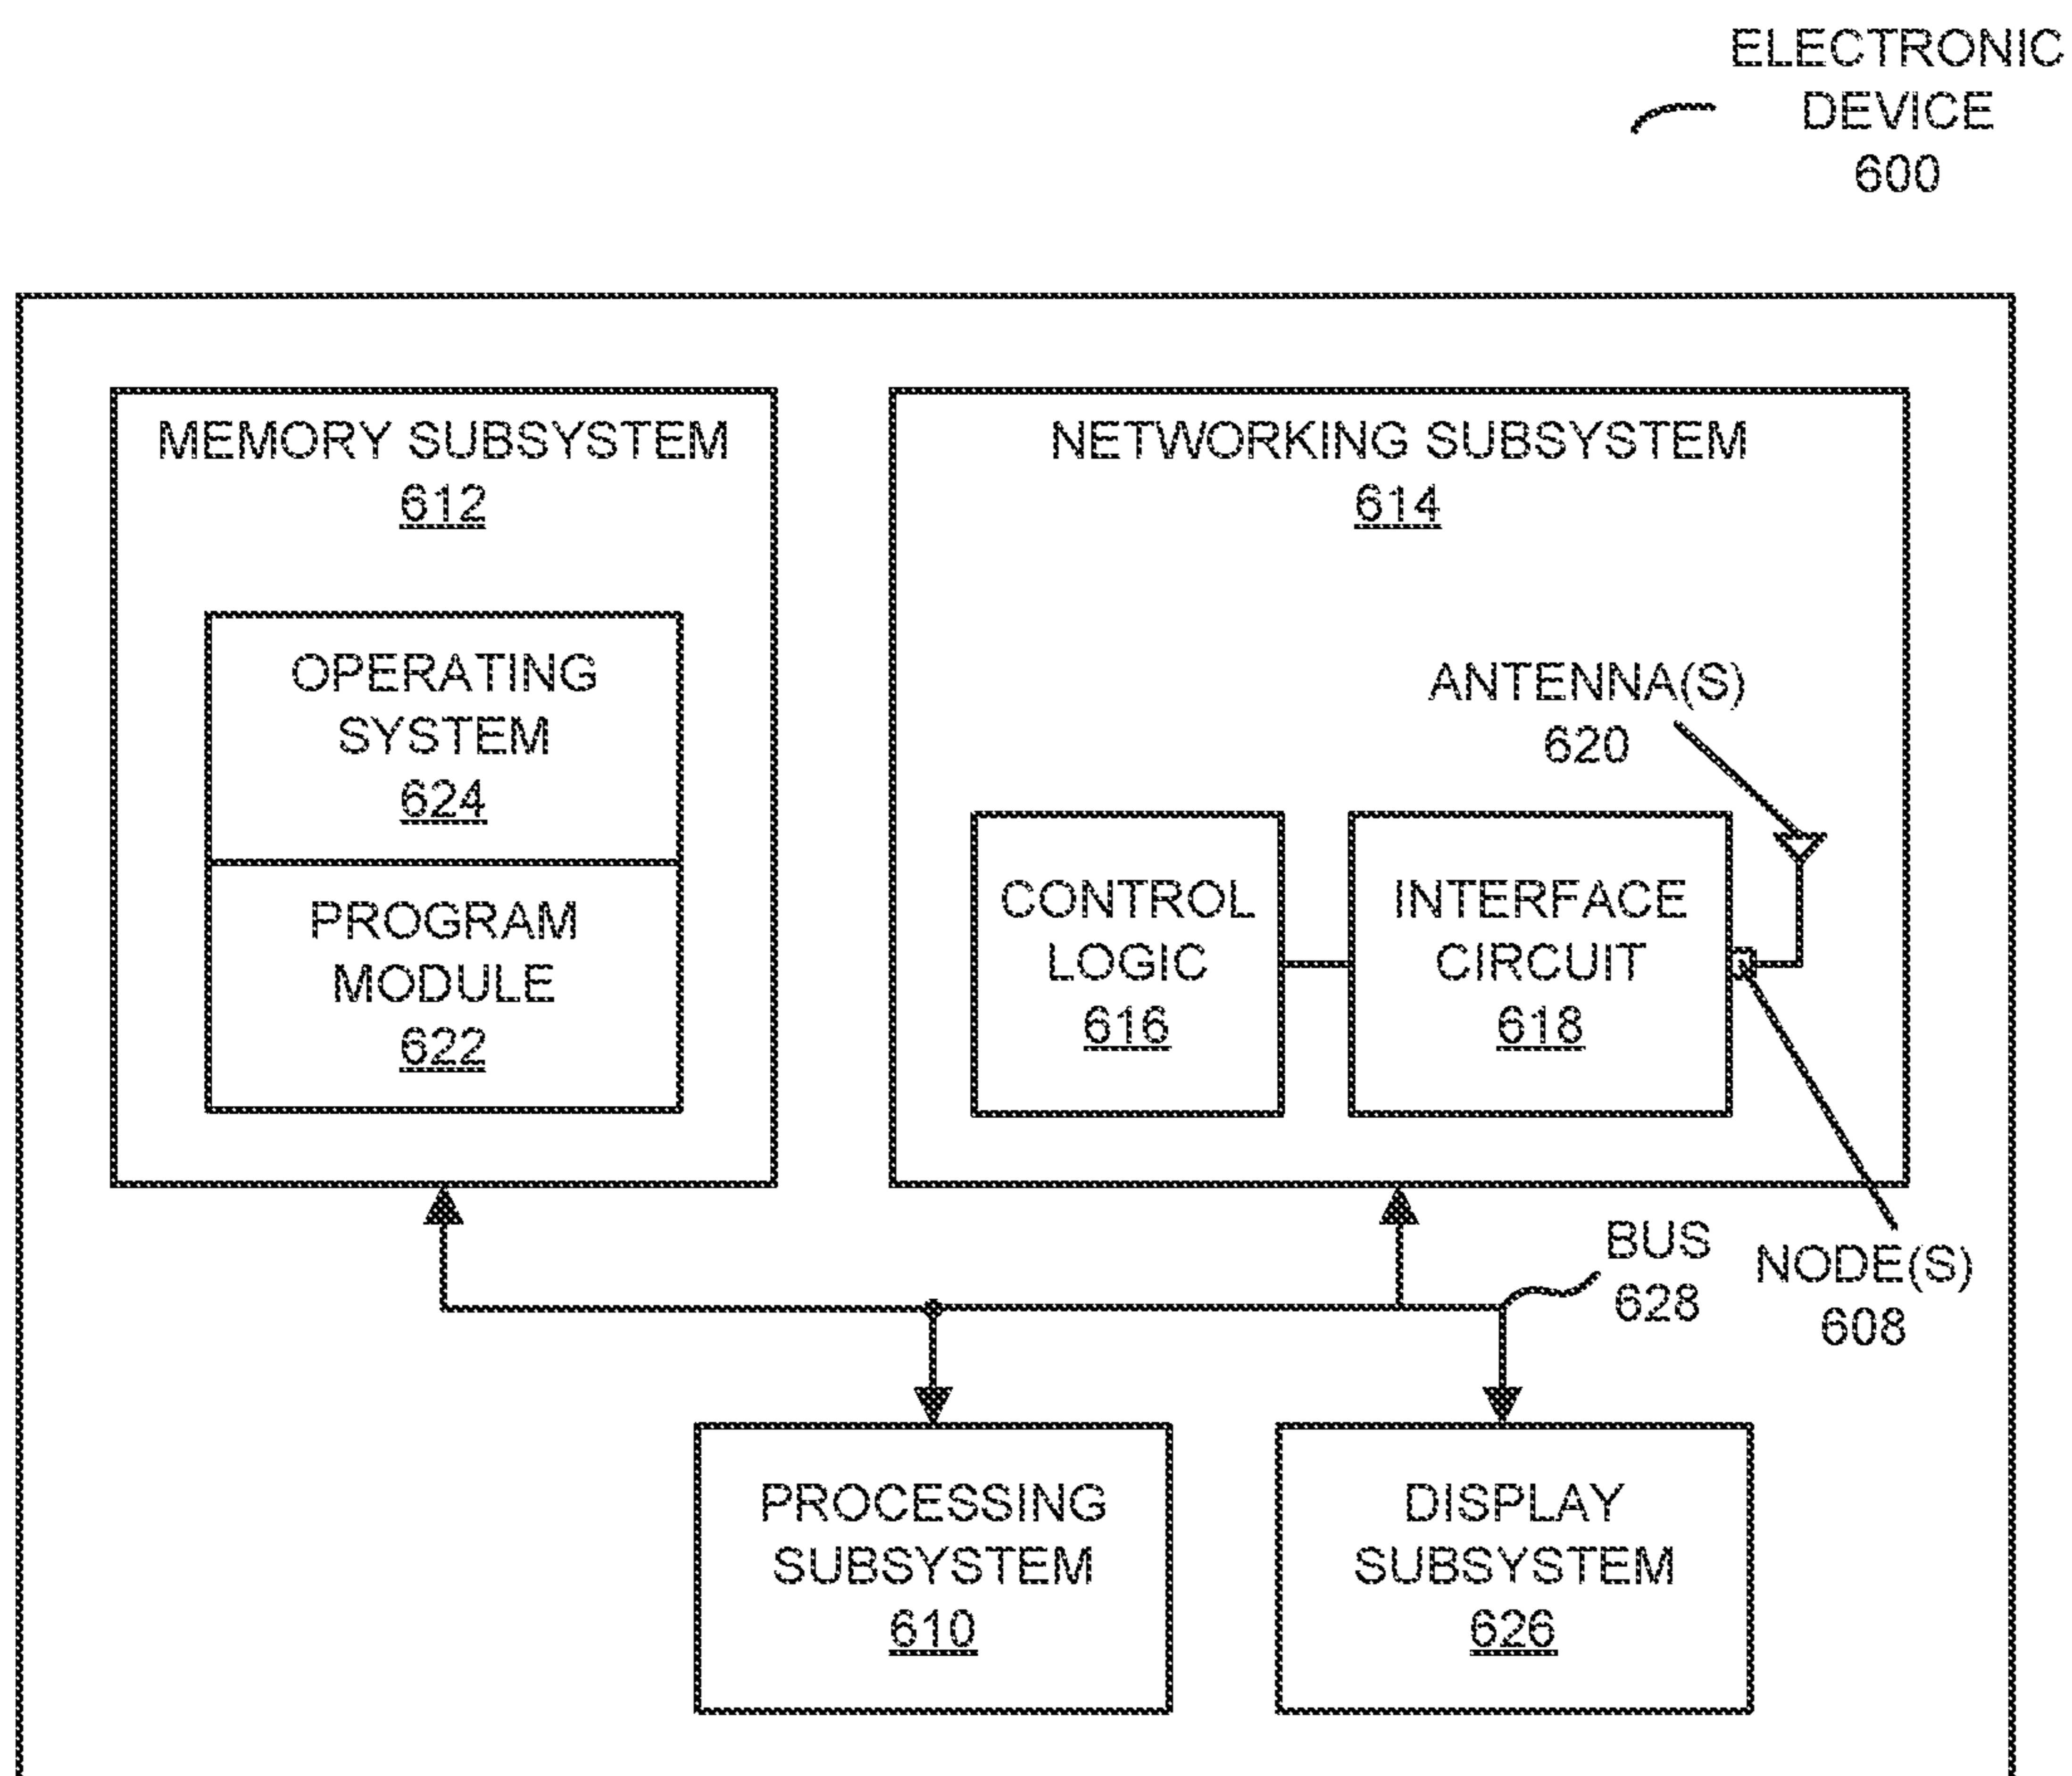 ELECTRONIC
DEVICE
600
MEMORY SUBSYSTEM
612
OPERATING
SYSTEM
624
PROGRAM
MODULE
622
NETWORKING SUBSYSTEM
614
ANTENNA(S)
620
CONTROL
LOGIC
616
INTERFACE
CIRCUIT
618
BUS
628
NODE(S)
608
PROCESSING
SUBSYSTEM
610
DISPLAY
SUBSYSTEM
626